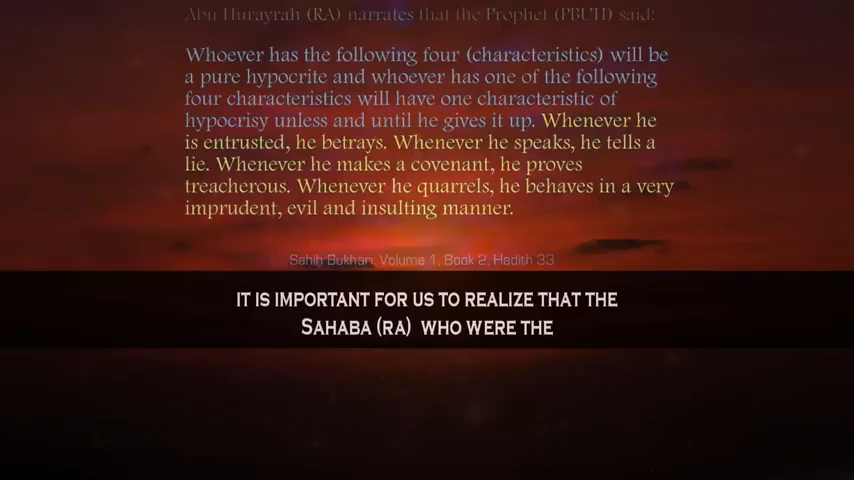 Abu Hurayrah (RA) narrates that the Prophet (PBUH) said:
Whoever has the following four (characteristics) will be
a pure hypocrite and whoever has one of the following
four characteristics will have one characteristic of
hypocrisy unless and until he gives it up. Whenever he
is entrusted, he betrays. Whenever he speaks, he tells a
lie. Whenever he makes a covenant, he proves
treacherous. Whenever he quarrels, he behaves in a very
imprudent, evil and insulting manner.
Sahih Bukhari: Volume 1, Book 2, Hadith 33
IT IS IMPORTANT FOR US TO REALIZE THAT THE
SAHABA (RA) WHO WERE THE